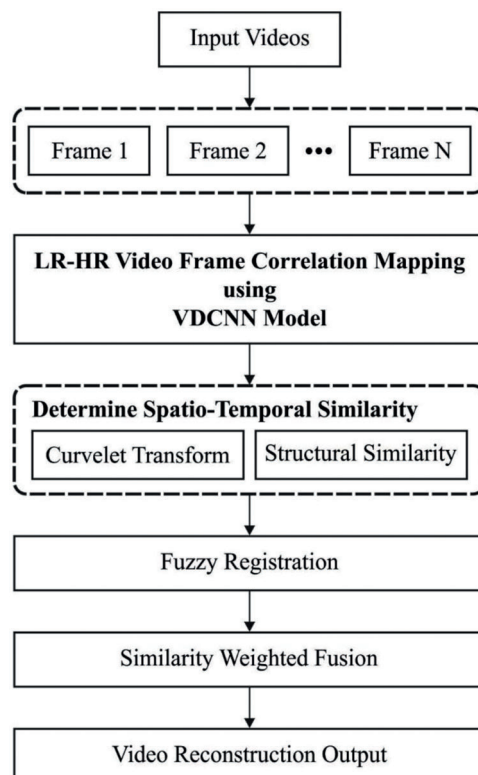 Input Videos
Frame 1 Frame 2 ••• Frame N
LR-HR Video Frame Correlation Mapping
using
VDCNN Model
Determine Spatio-Temporal Similarity
Curvelet Transform Structural Similarity
Fuzzy Registration
Similarity Weighted Fusion
Video Reconstruction Output